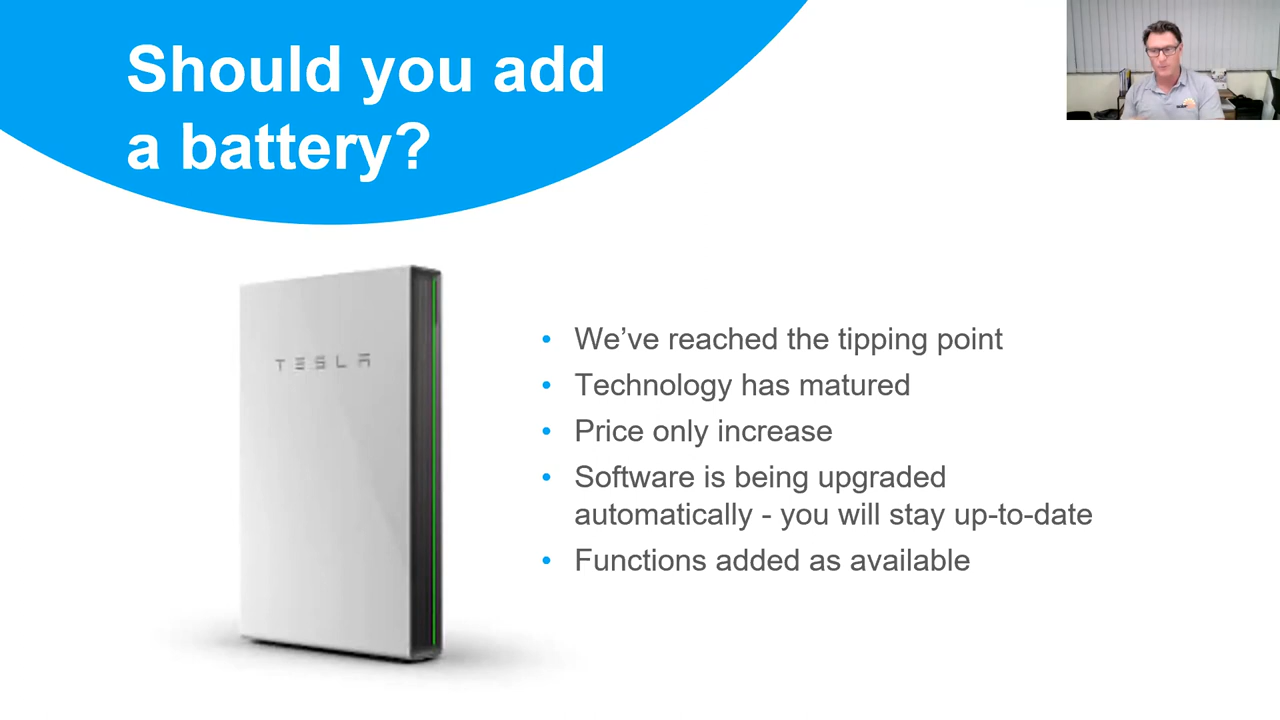 Should you add
a battery?
TESLA
• We’ve reached the tipping point
• Technology has matured
• Price only increase
• Software is being upgraded
automatically - you will stay up-to-date
• Functions added as available